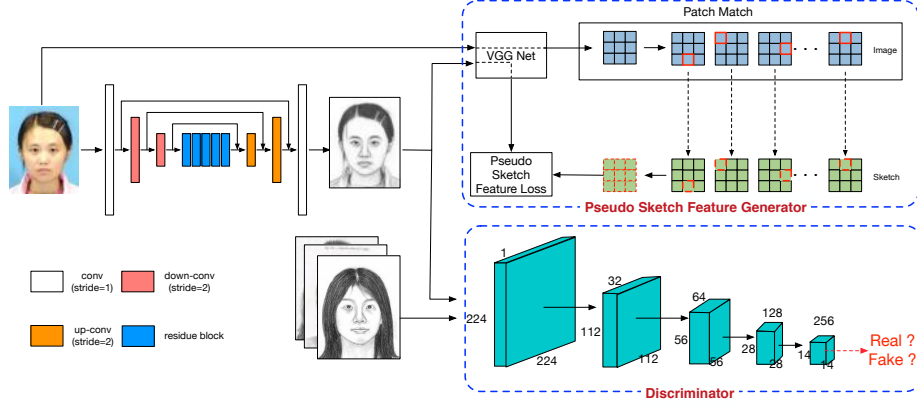 Patch Match
VGG Net
Image
Pseudo
Sketch
Feature Loss
Sketch
Pseudo Sketch Feature Generator
conv
(stride=1)
down-conv
(stride=2)
up-conv
(stride=2)
residue block
1
224
224
32
112
112
64
56
56
128
28
28
256
14
14
Real ?
Fake ?
Discriminator